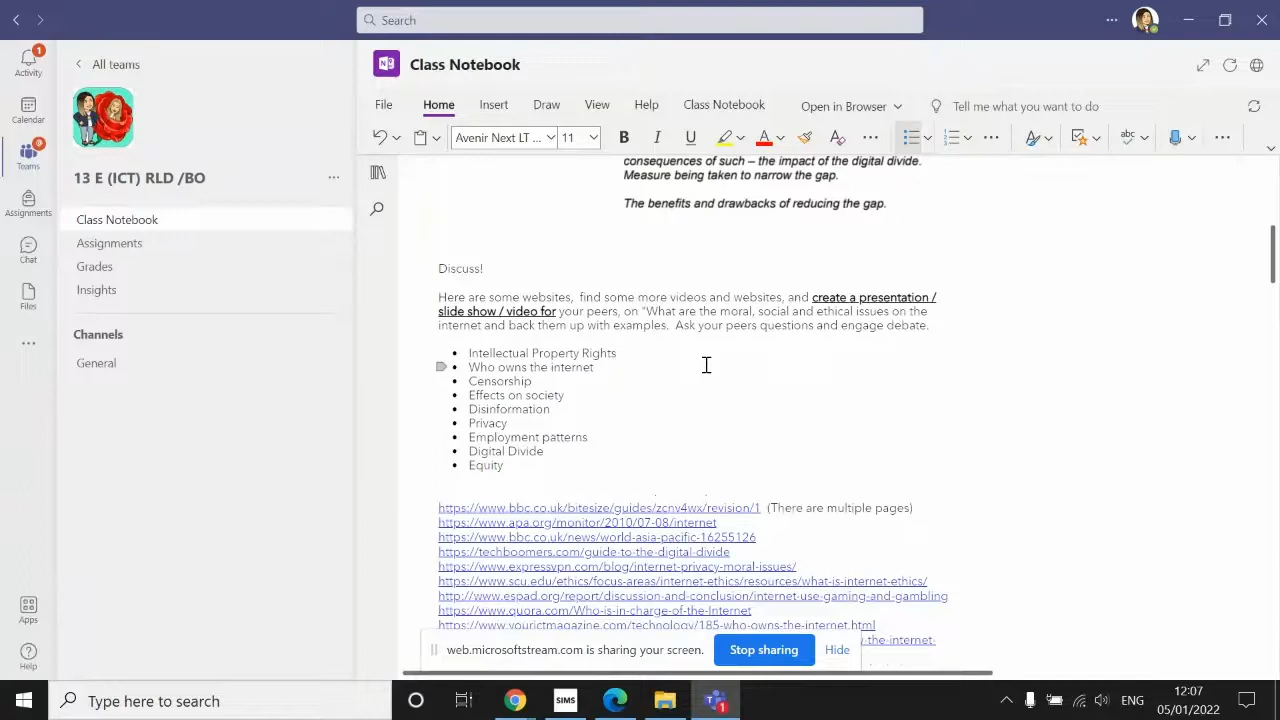 Search
1
Activity
Calendar
Teams
Assignments
Chat
Files
Apps
Help
All teams
13 E (ICT) RLD /BO
Class Notebook
Assignments
Grades
Insights
Channels
General
Class Notebook
File Home Insert Draw View Help Class Notebook Open in Browser Tell me what you want to do
Avenir Next LT ... 11 B I U A A abc
consequences of such – the impact of the digital divide.
Measure being taken to narrow the gap.
The benefits and drawbacks of reducing the gap.
Discuss!
Here are some websites, find some more videos and websites, and create a presentation /
slide show / video for your peers, on "What are the moral, social and ethical issues on the
internet and back them up with examples. Ask your peers questions and engage debate.
• Intellectual Property Rights
• Who owns the internet
• Censorship
• Effects on society
• Disinformation
• Privacy
• Employment patterns
• Digital Divide
• Equity
https://www.bbc.co.uk/bitesize/guides/zcnv4wx/revision/1 (There are multiple pages)
https://www.apa.org/monitor/2010/07-08/internet
https://www.bbc.co.uk/news/world-asia-pacific-16255126
https://techboomers.com/guide-to-the-digital-divide
https://www.expressvpn.com/blog/internet-privacy-moral-issues/
https://www.scu.edu/ethics/focus-areas/internet-ethics/resources/what-is-internet-ethics/
http://www.espad.org/report/discussion-and-conclusion/internet-use-gaming-and-gambling
https://www.quora.com/Who-is-in-charge-of-the-Internet
https://www.yourictmagazine.com/technology/185-who-owns-the-internet.html
the-internet-
web.microsoftstream.com is sharing your screen. Stop sharing Hide
Type here to search
SIMS
1
ENG
12:07
05/01/2022